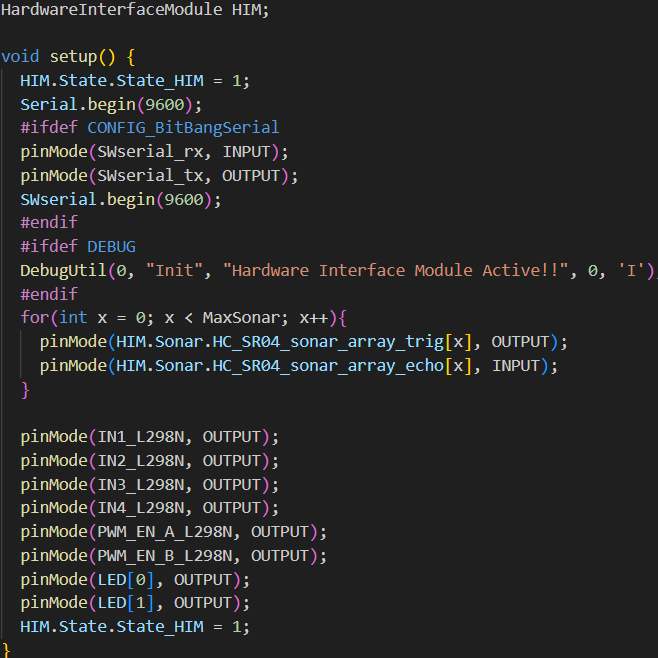 HardwareInterfaceModule HIM;
void setup() {
HIM.State.State_HIM = 1;
Serial.begin(9600);
#ifdef CONFIG_BitBangSerial
pinMode(SWserial_rx, INPUT);
pinMode(SWserial_tx, OUTPUT);
SWserial.begin(9600);
#endif
#ifdef DEBUG
DebugUtil(0, "Init", "Hardware Interface Module Active!!", 0, 'I');
#endif
for(int x = 0; x < MaxSonar; x++){
pinMode(HIM.Sonar.HC_SR04_sonar_array_trig[x], OUTPUT);
pinMode(HIM.Sonar.HC_SR04_sonar_array_echo[x], INPUT);
}
pinMode(IN1_L298N, OUTPUT);
pinMode(IN2_L298N, OUTPUT);
pinMode(IN3_L298N, OUTPUT);
pinMode(IN4_L298N, OUTPUT);
pinMode(PWM_EN_A_L298N, OUTPUT);
pinMode(PWM_EN_B_L298N, OUTPUT);
pinMode(LED[0], OUTPUT);
pinMode(LED[1], OUTPUT);
HIM.State.State_HIM = 1;
}